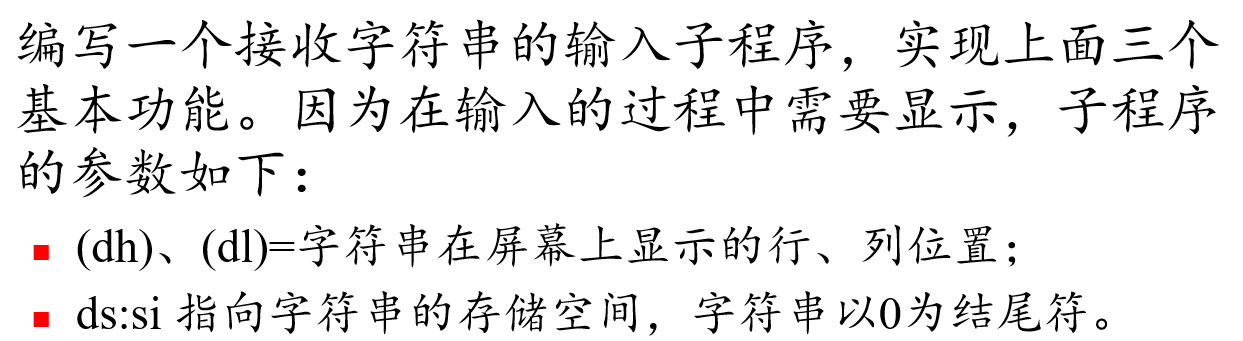 编写一个接收字符串的输入子程序，实现上面三个
基本功能。因为在输入的过程中需要显示，子程序
的参数如下：
(dh)、(dl)=字符串在屏幕上显示的行、列位置；
ds:si 指向字符串的存储空间，字符串以0为结尾符。